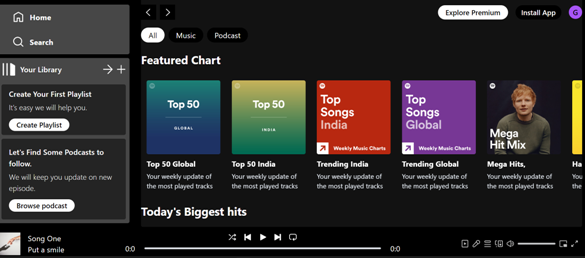 Home
Search
Your Library
Create Your First Playlist
It's easy we will help you.
Create Playlist
Let's Find Some Podcasts to
follow.
We will keep you update on new
episode.
Browse podcast
Explore Premium
Install App
G
All
Music
Podcast
Featured Chart
Top 50
GLOBAL
Top 50 Global
Your weekly update of
the most played tracks
Top 50
INDIA
Top 50 India
Your weekly update of
the most played tracks
Top
Songs
India
Weekly Music Charts
Trending India
Your weekly update of
the most played tracks
Top
Songs
Global
Weekly Music Charts
Trending Global
Your weekly update of
the most played tracks
Mega
Hit Mix
Mega Hits,
Your weekly update of
the most played tracks
Ha
You
the
Today's Biggest hits
Song One
Put a smile
0:0
0:0